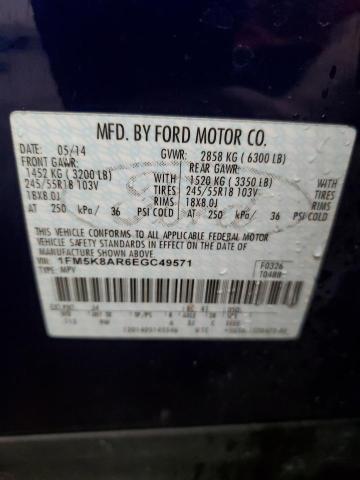 MFD. BY FORD MOTOR CO.
DATE: 05/14 GVWR: 2858 KG (6300 LB)
FRONT GAWR: REAR GAWR:
1452 KG (3200 LB) WITH 1520 KG (3350 LB) WITH
245/55R18 103V TIRES 245/55R18 103V TIRES
18X8.0J RIMS 18X8.0J RIMS
AT 250 kPa/ 36 PSI COLD AT 250 kPa/ 36 PSI COLD
THIS VEHICLE CONFORMS TO ALL APPLICABLE FEDERAL MOTOR
VEHICLE SAFETY STANDARDS IN EFFECT ON THE DATE OF
MANUFACTURE SHOWN ABOVE.
VIN: 1FM5K8AR6EGC49571 F0326
TYPE: MPV T0408